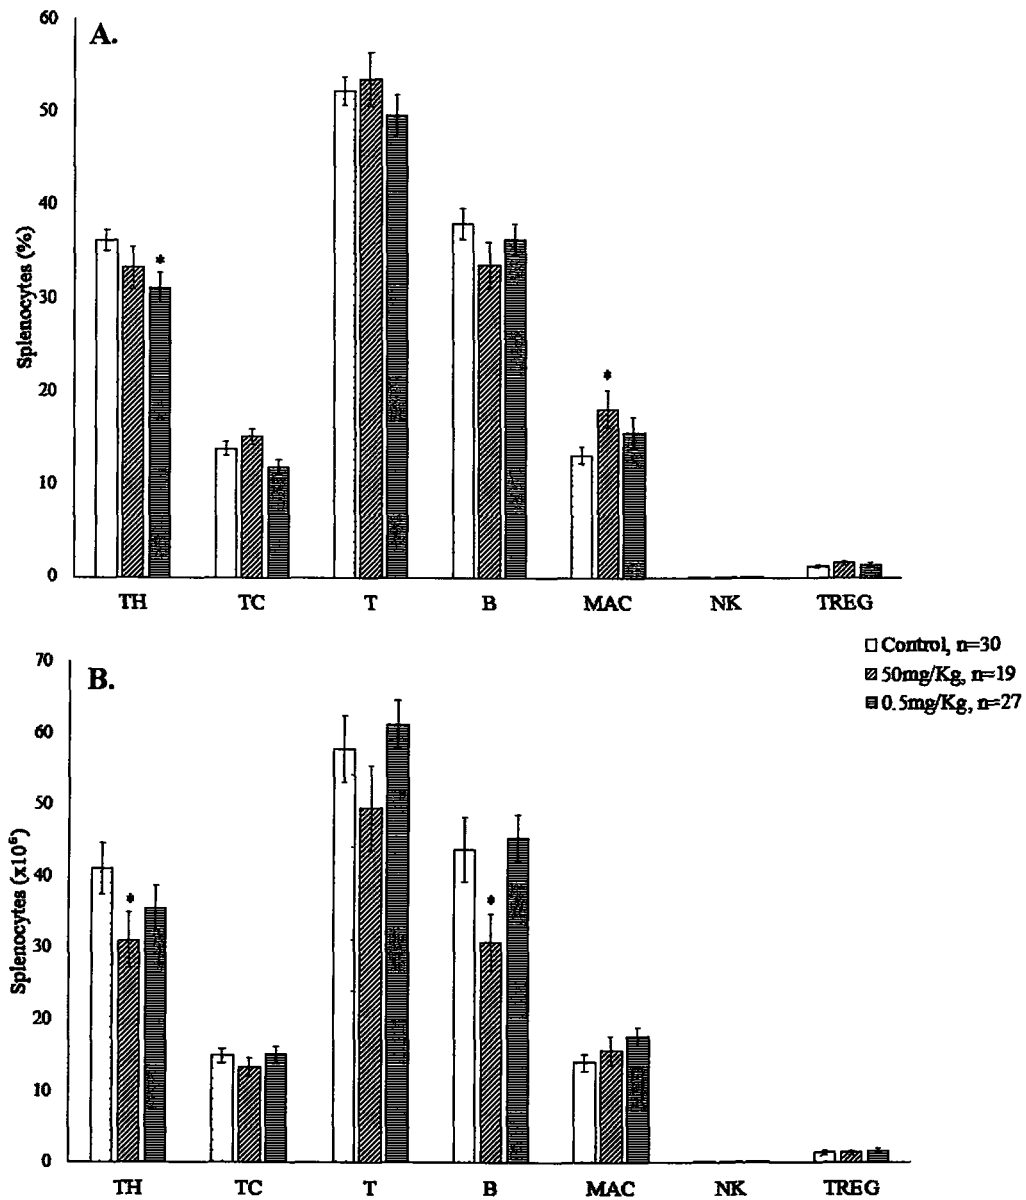 A.
60
50
40
30
20
10
0
Splenocytes (%)
*
*
TH TC T B MAC NK TREG
Control, n=30
50mg/Kg, n=19
0.5mg/Kg, n=27
B.
70
60
50
40
30
20
10
0
Splenocytes (x10⁶)
*
*
TH TC T B MAC NK TREG